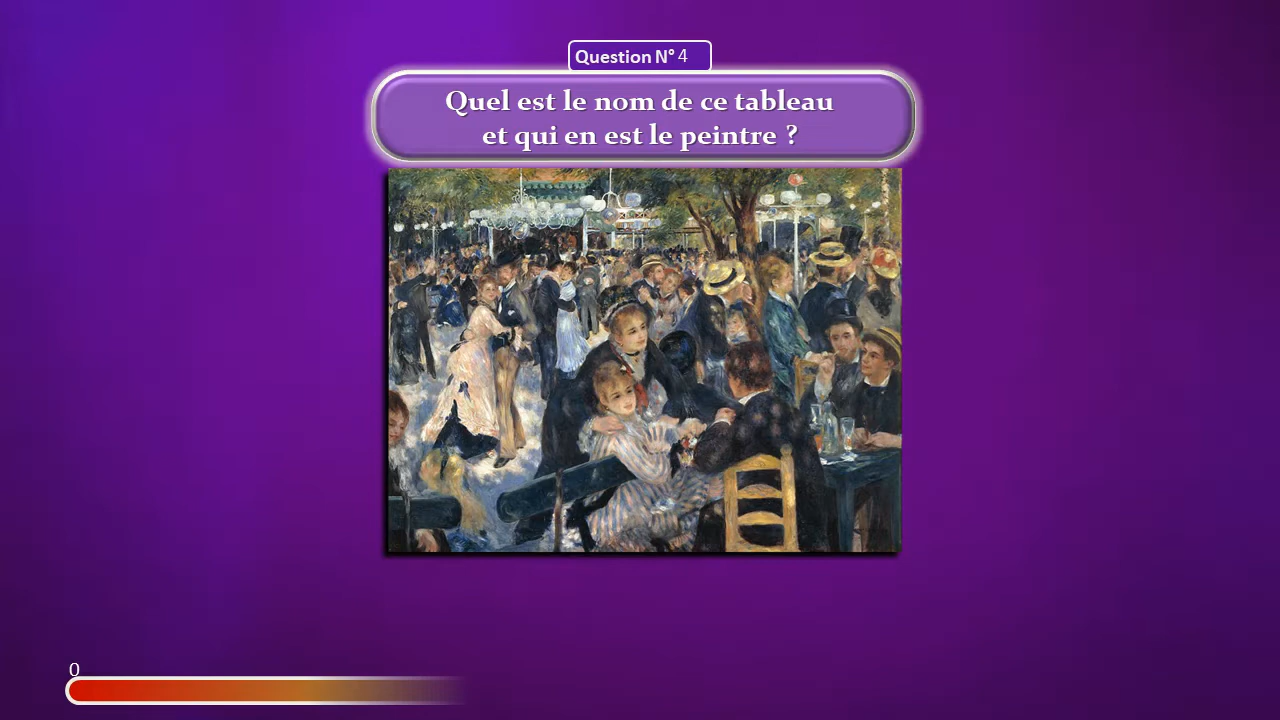 Question N° 4
Quel est le nom de ce tableau
et qui en est le peintre ?
0